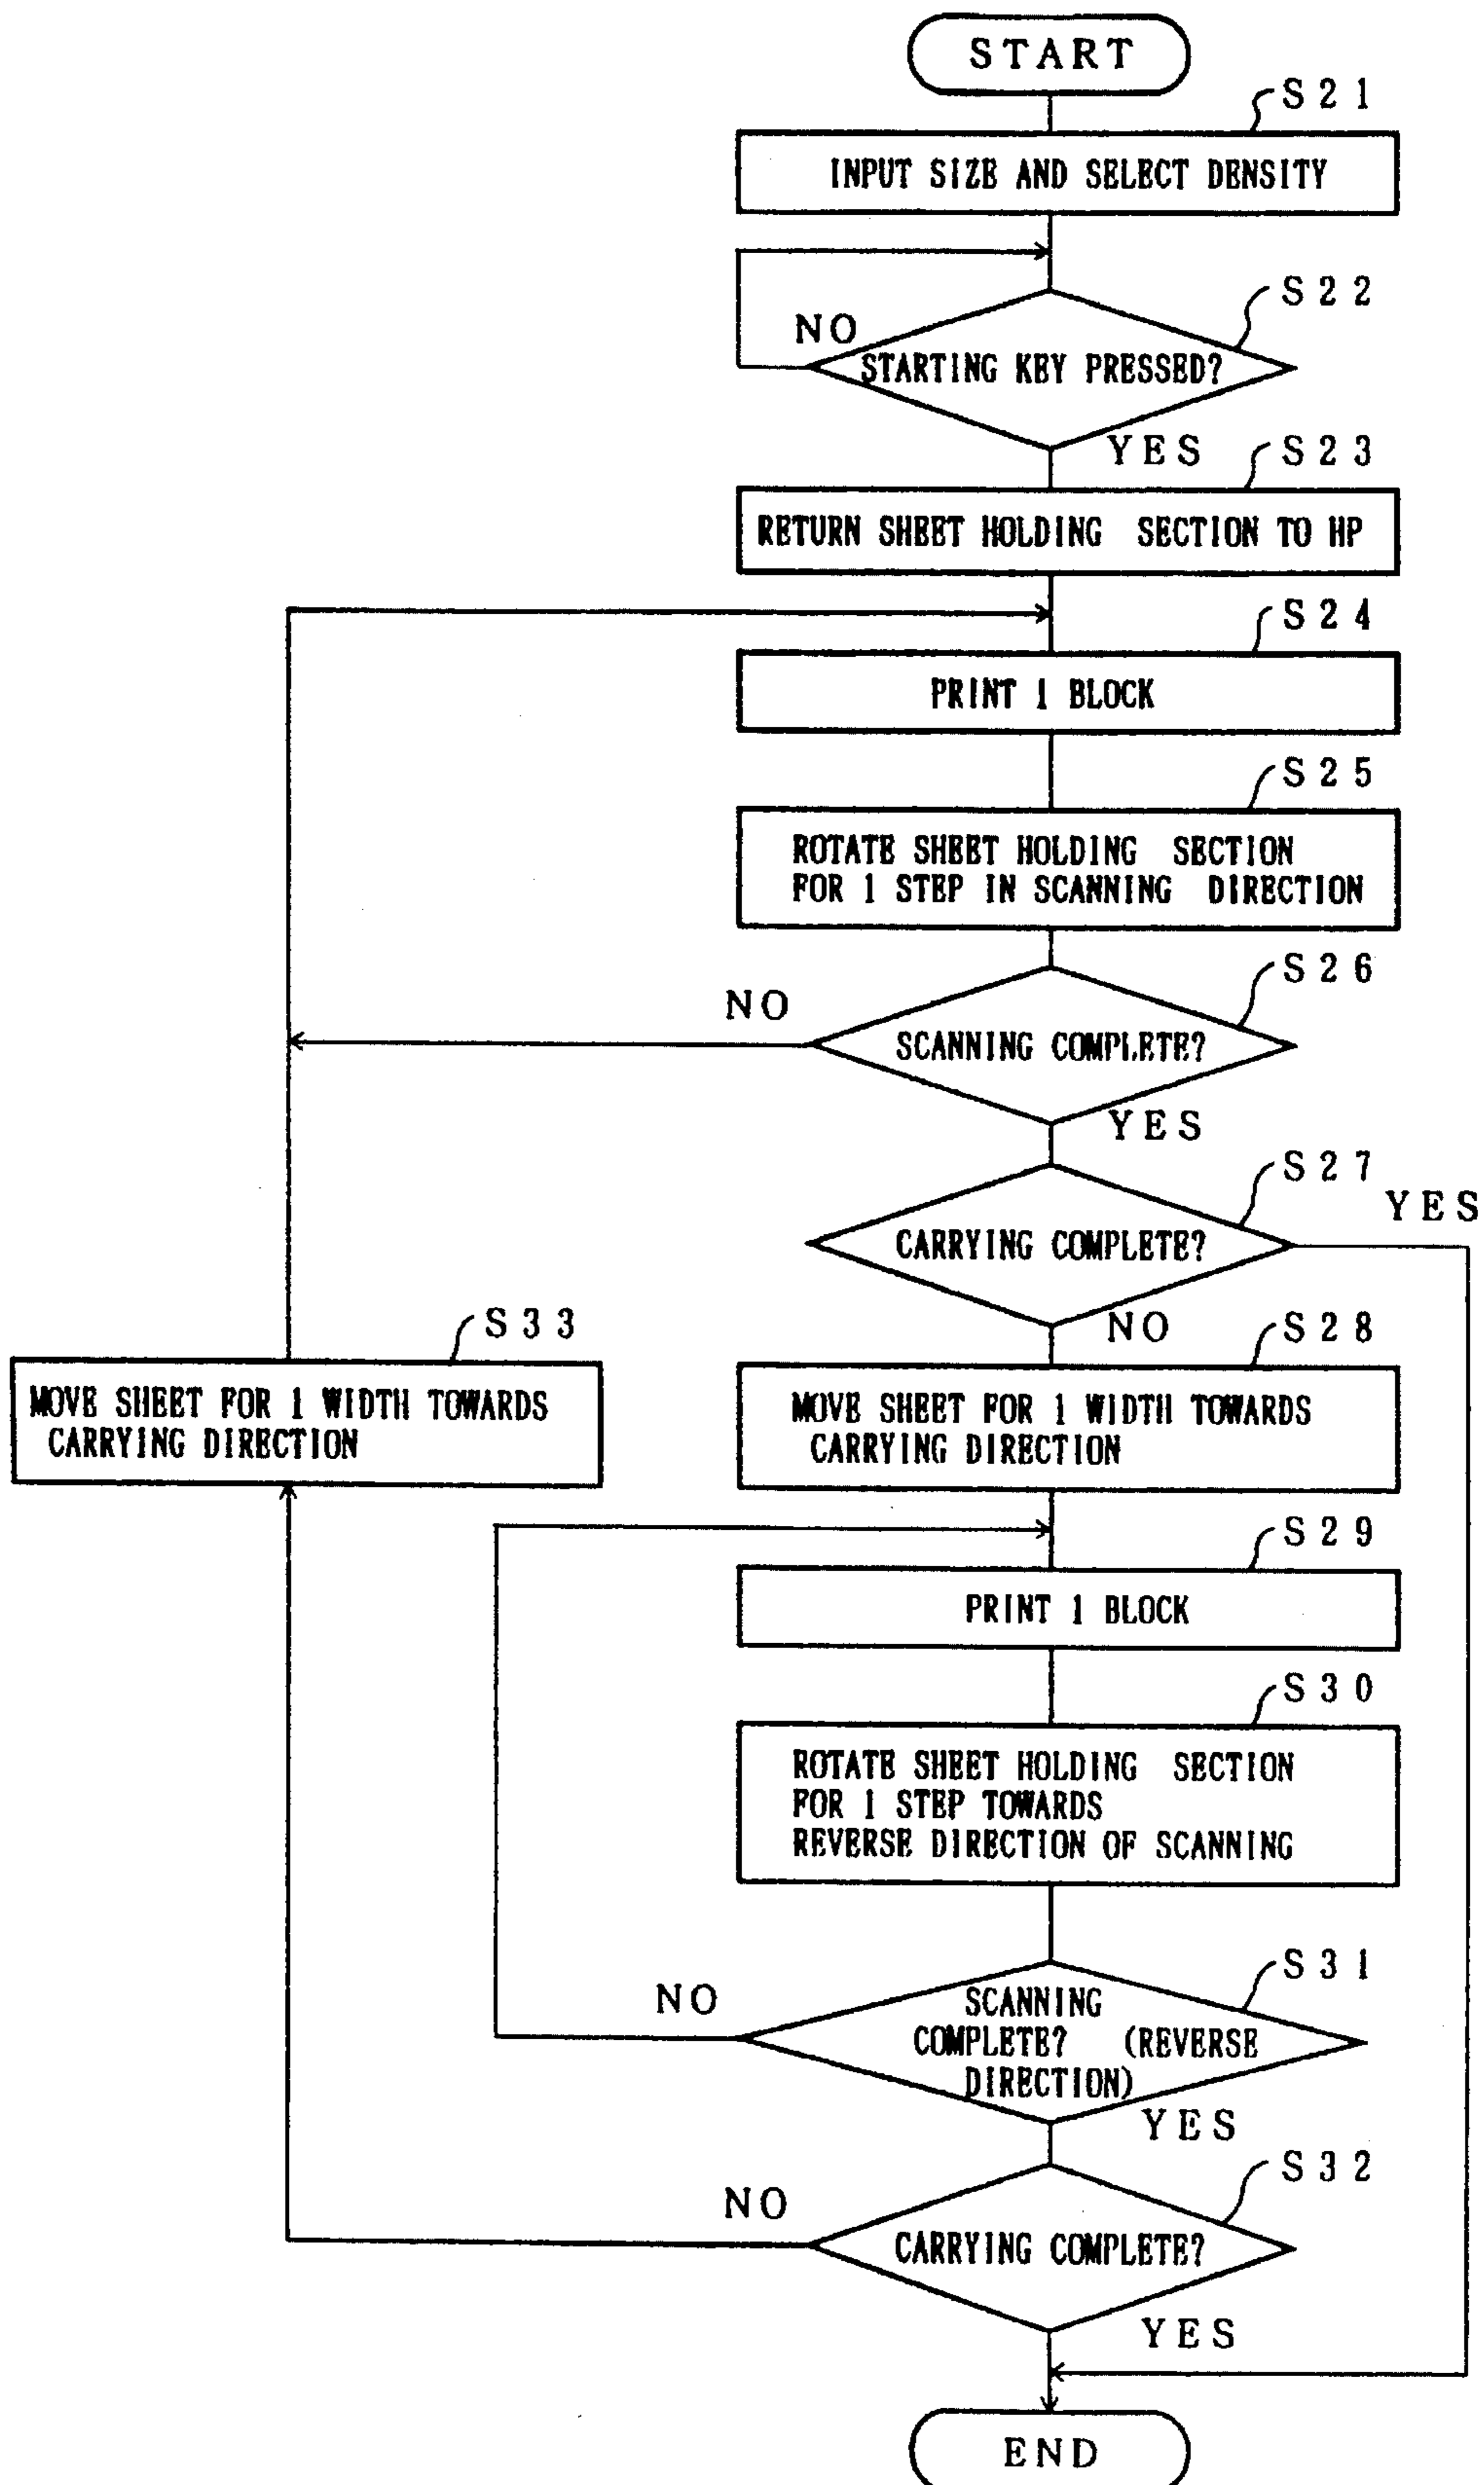 START
S21
INPUT SIZE AND SELECT DENSITY
S22
NO
STARTING KEY PRESSED?
YES
S23
RETURN SHEET HOLDING SECTION TO HP
S24
PRINT 1 BLOCK
S25
ROTATE SHEET HOLDING SECTION
FOR 1 STEP IN SCANNING DIRECTION
S26
NO
SCANNING COMPLETE?
YES
S27
YES
CARRYING COMPLETE?
NO
S33
MOVE SHEET FOR 1 WIDTH TOWARDS
CARRYING DIRECTION
S28
MOVE SHEET FOR 1 WIDTH TOWARDS
CARRYING DIRECTION
S29
PRINT 1 BLOCK
S30
ROTATE SHEET HOLDING SECTION
FOR 1 STEP TOWARDS
REVERSE DIRECTION OF SCANNING
S31
NO
SCANNING
COMPLETE? (REVERSE
DIRECTION)
YES
S32
NO
CARRYING COMPLETE?
YES
END